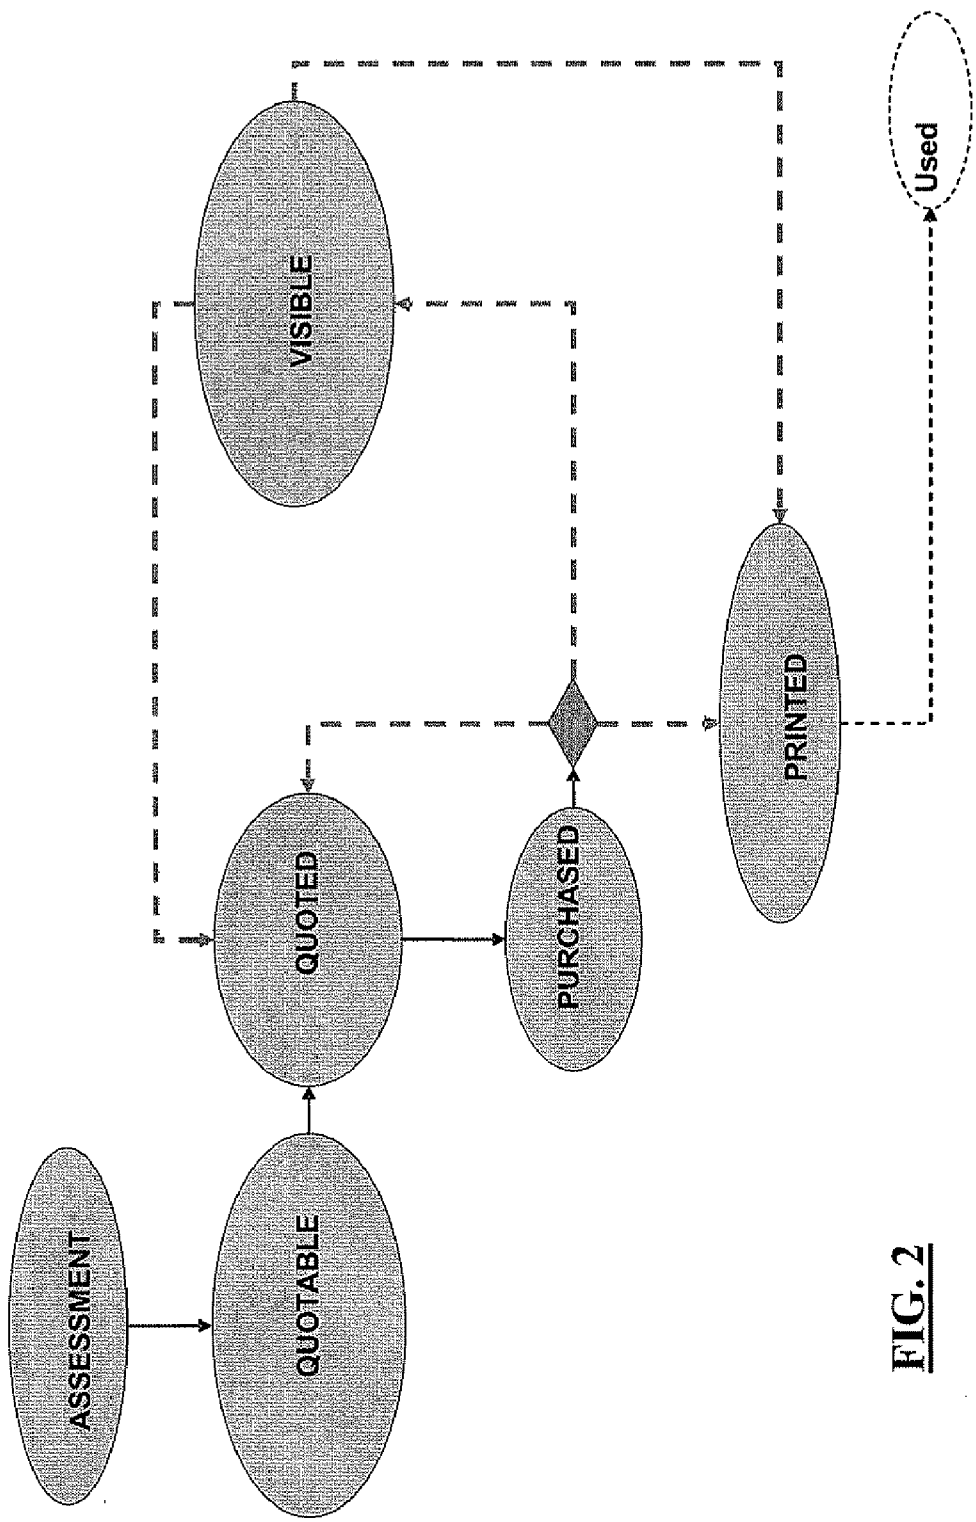 ASSESSMENT
QUOTABLE
QUOTED
VISIBLE
PURCHASED
PRINTED
Used
FIG. 2